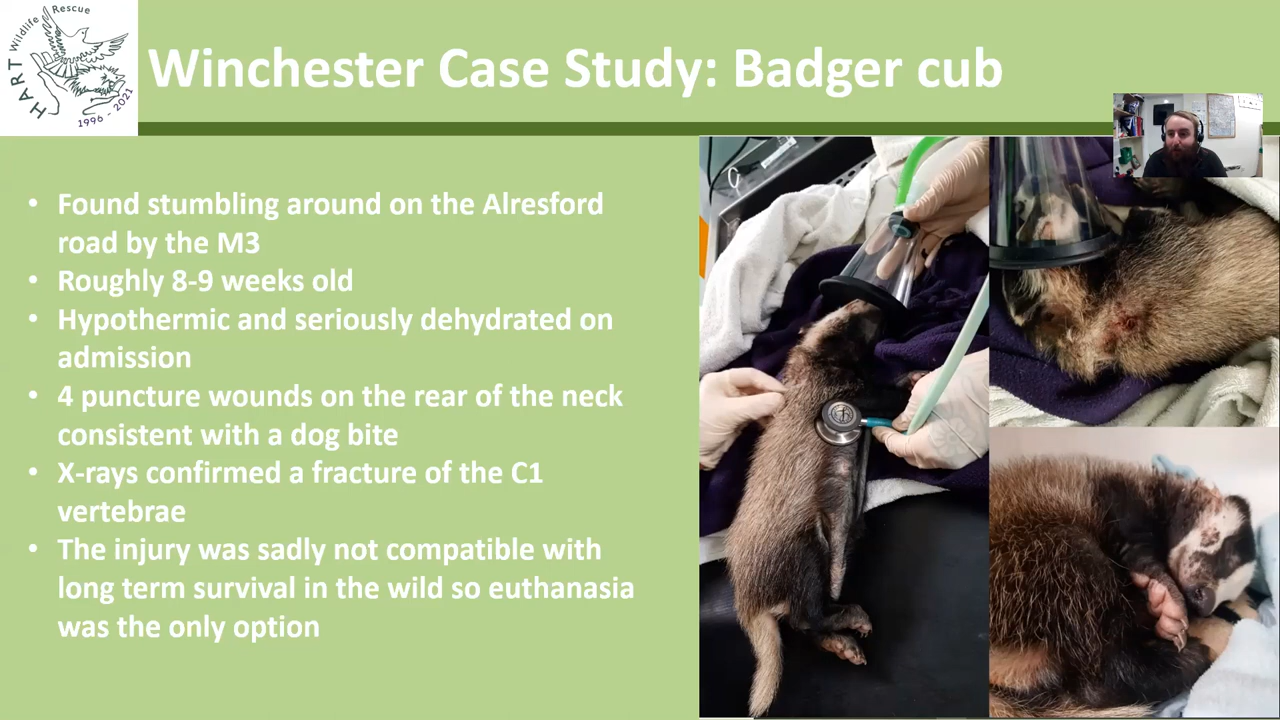 HART Wildlife Rescue
1996 - 2021
Winchester Case Study: Badger cub
• Found stumbling around on the Alresford
road by the M3
• Roughly 8-9 weeks old
• Hypothermic and seriously dehydrated on
admission
• 4 puncture wounds on the rear of the neck
consistent with a dog bite
• X-rays confirmed a fracture of the C1
vertebrae
• The injury was sadly not compatible with
long term survival in the wild so euthanasia
was the only option